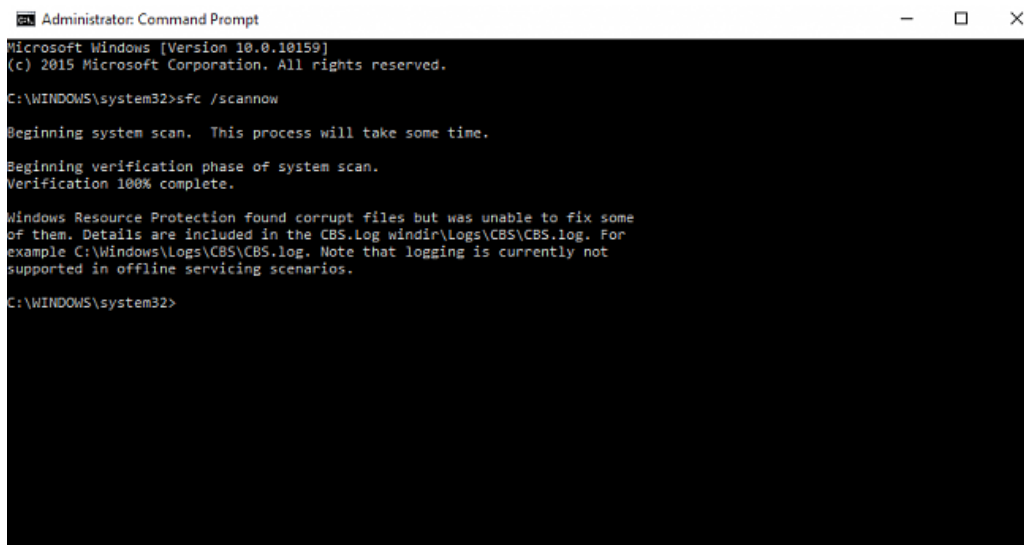 Administrator: Command Prompt
Microsoft Windows [Version 10.0.10159]
(c) 2015 Microsoft Corporation. All rights reserved.
C:\WINDOWS\system32>sfc /scannow
Beginning system scan.  This process will take some time.
Beginning verification phase of system scan.
Verification 100% complete.
Windows Resource Protection found corrupt files but was unable to fix some
of them. Details are included in the CBS.Log windir\Logs\CBS\CBS.log. For
example C:\Windows\Logs\CBS\CBS.log. Note that logging is currently not
supported in offline servicing scenarios.
C:\WINDOWS\system32>